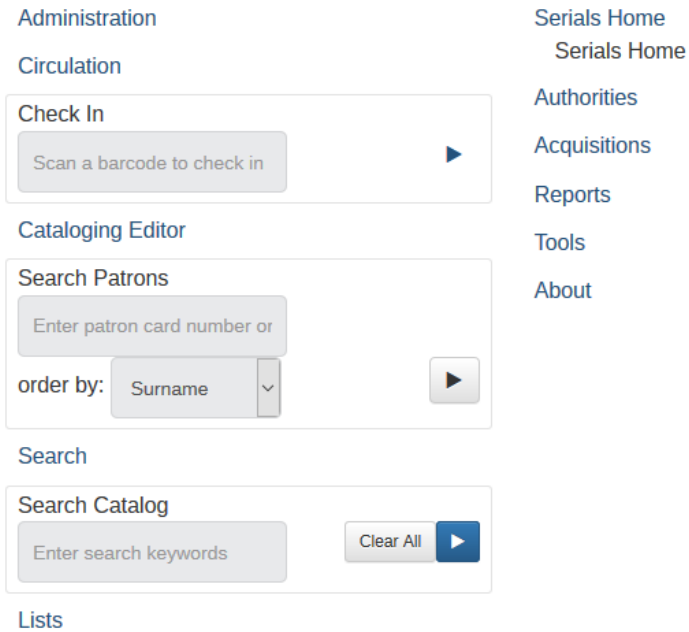 Administration
Circulation
Check In
Scan a barcode to check in
Cataloging Editor
Search Patrons
Enter patron card number or
order by: Surname
Search
Search Catalog
Enter search keywords
Clear All
Lists
Serials Home
Serials Home
Authorities
Acquisitions
Reports
Tools
About